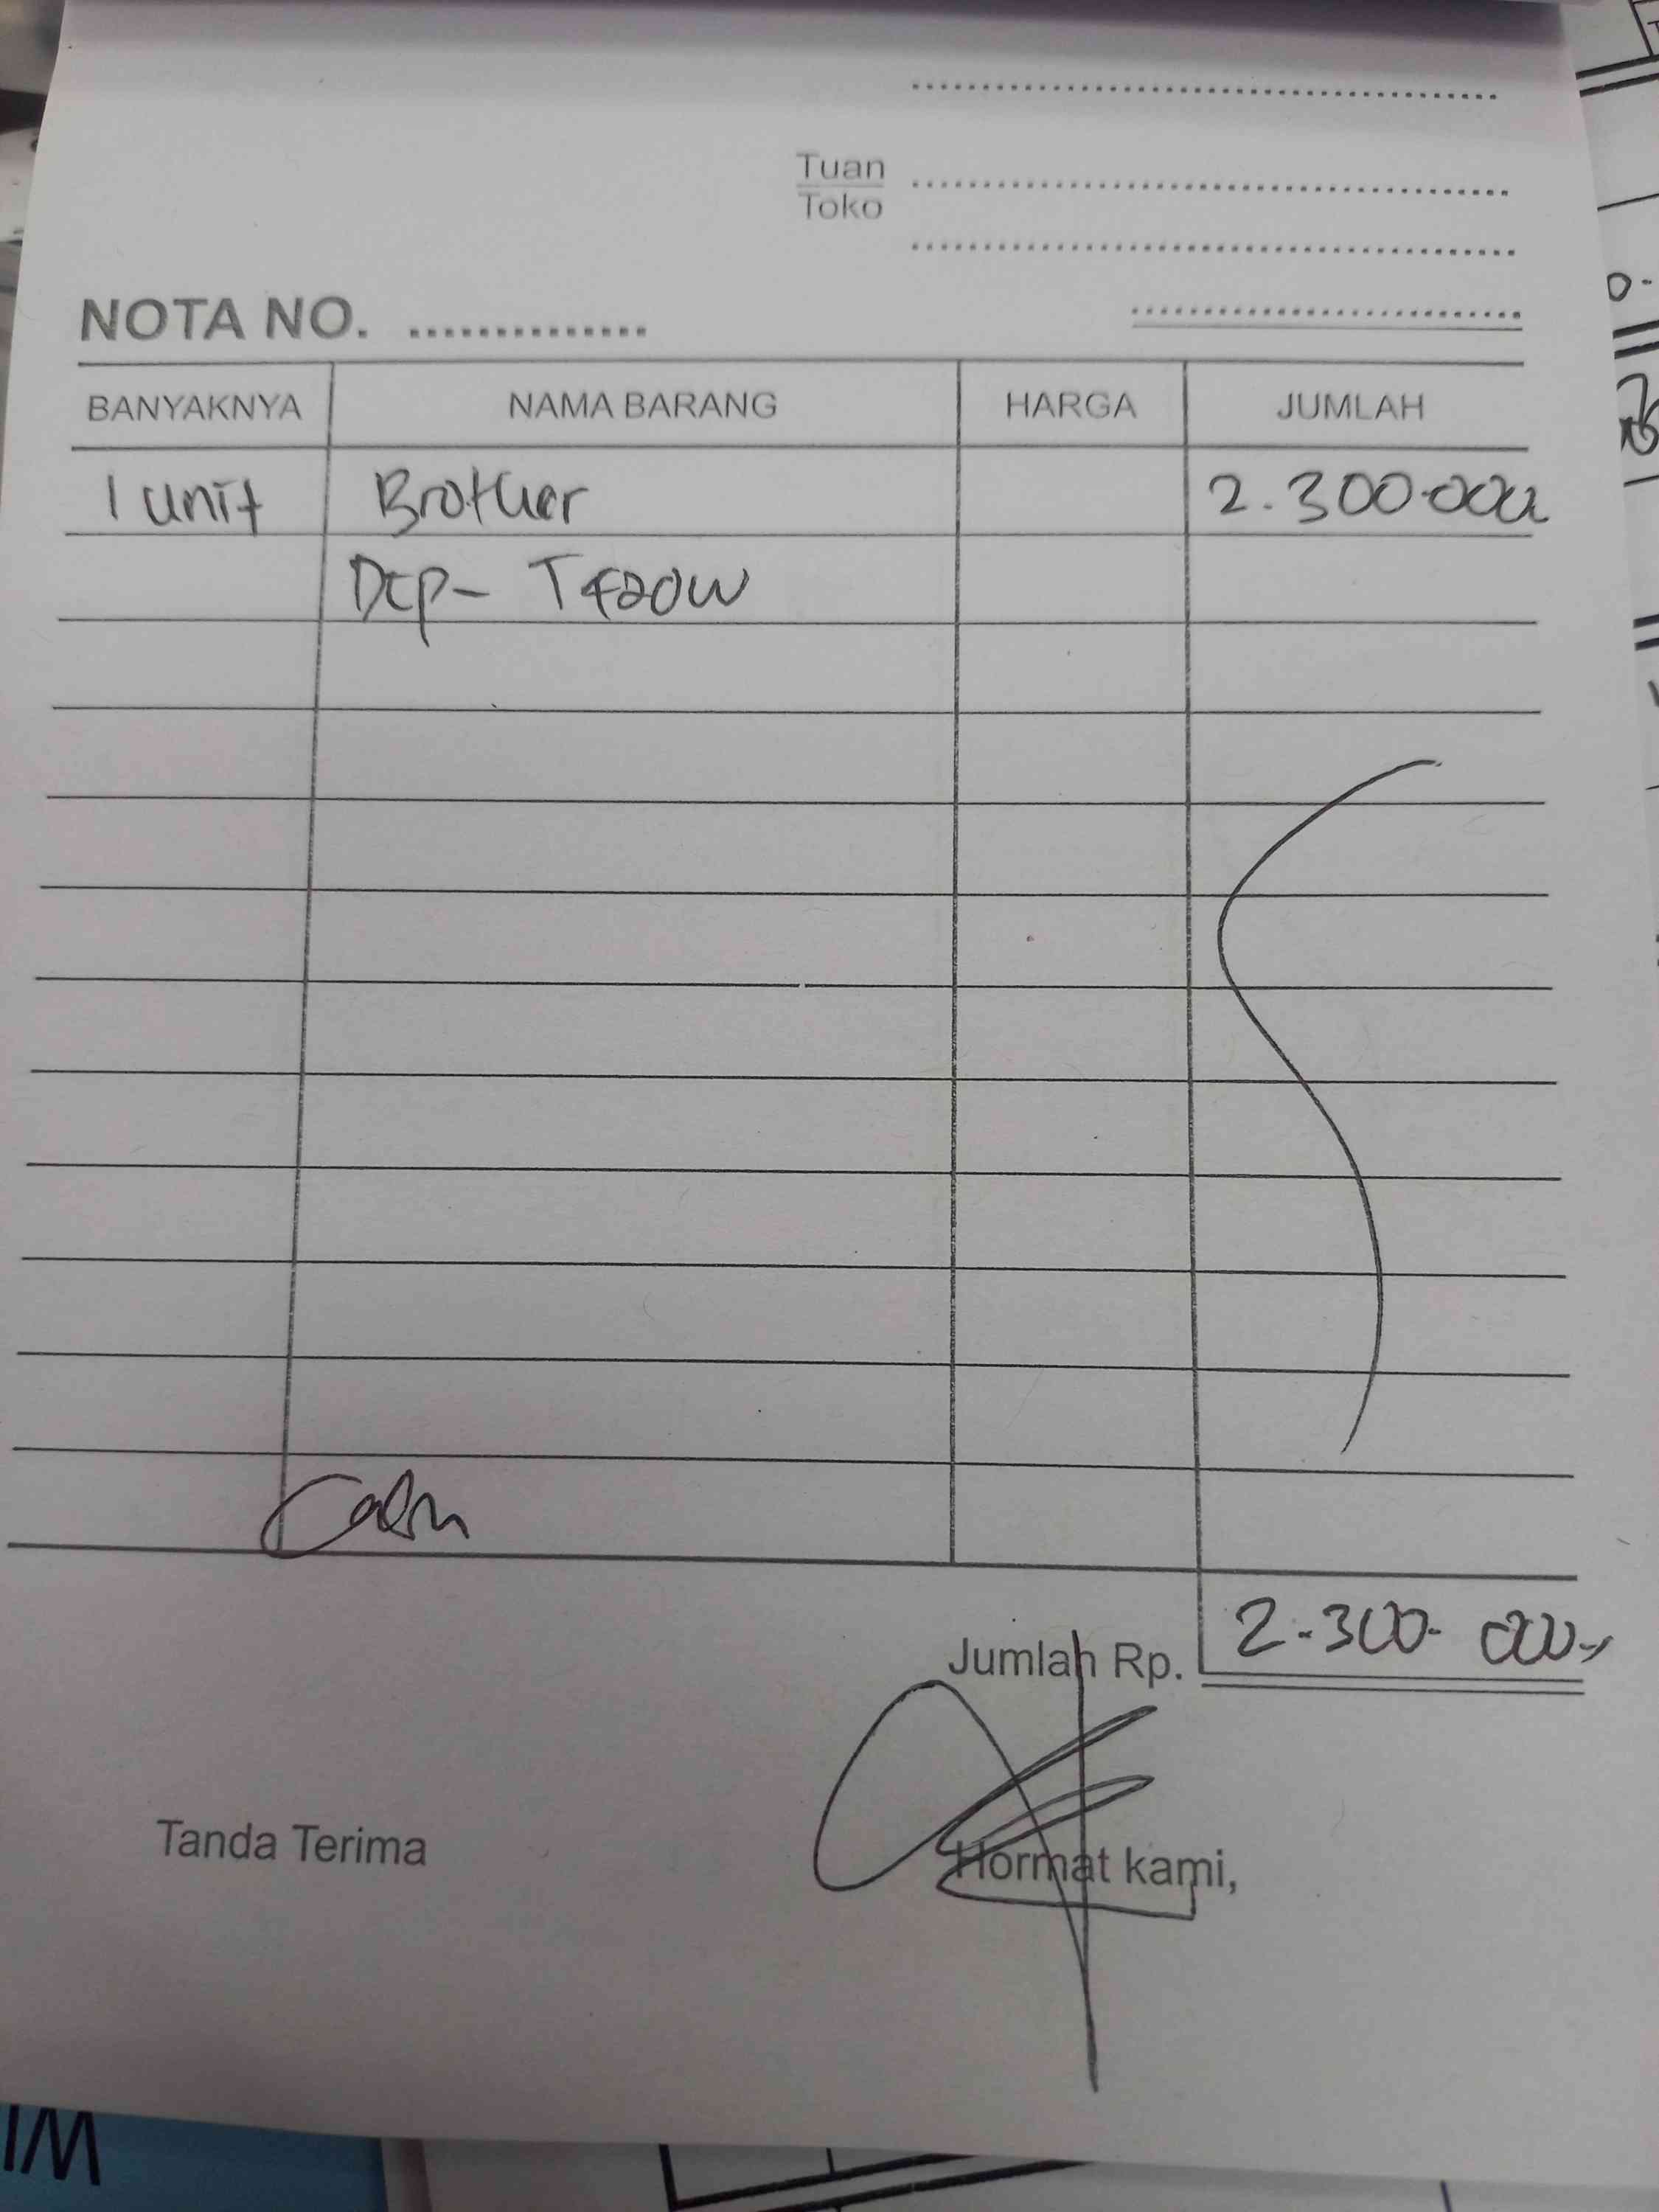 Tuan
Toko
NOTA NO.
BANYAKNYA NAMA BARANG HARGA JUMLAH
1 unit Brother 2.300.000
Dcp- T420W
Cash
Jumlah Rp. 2.300.000,-
Tanda Terima Hormat kami,